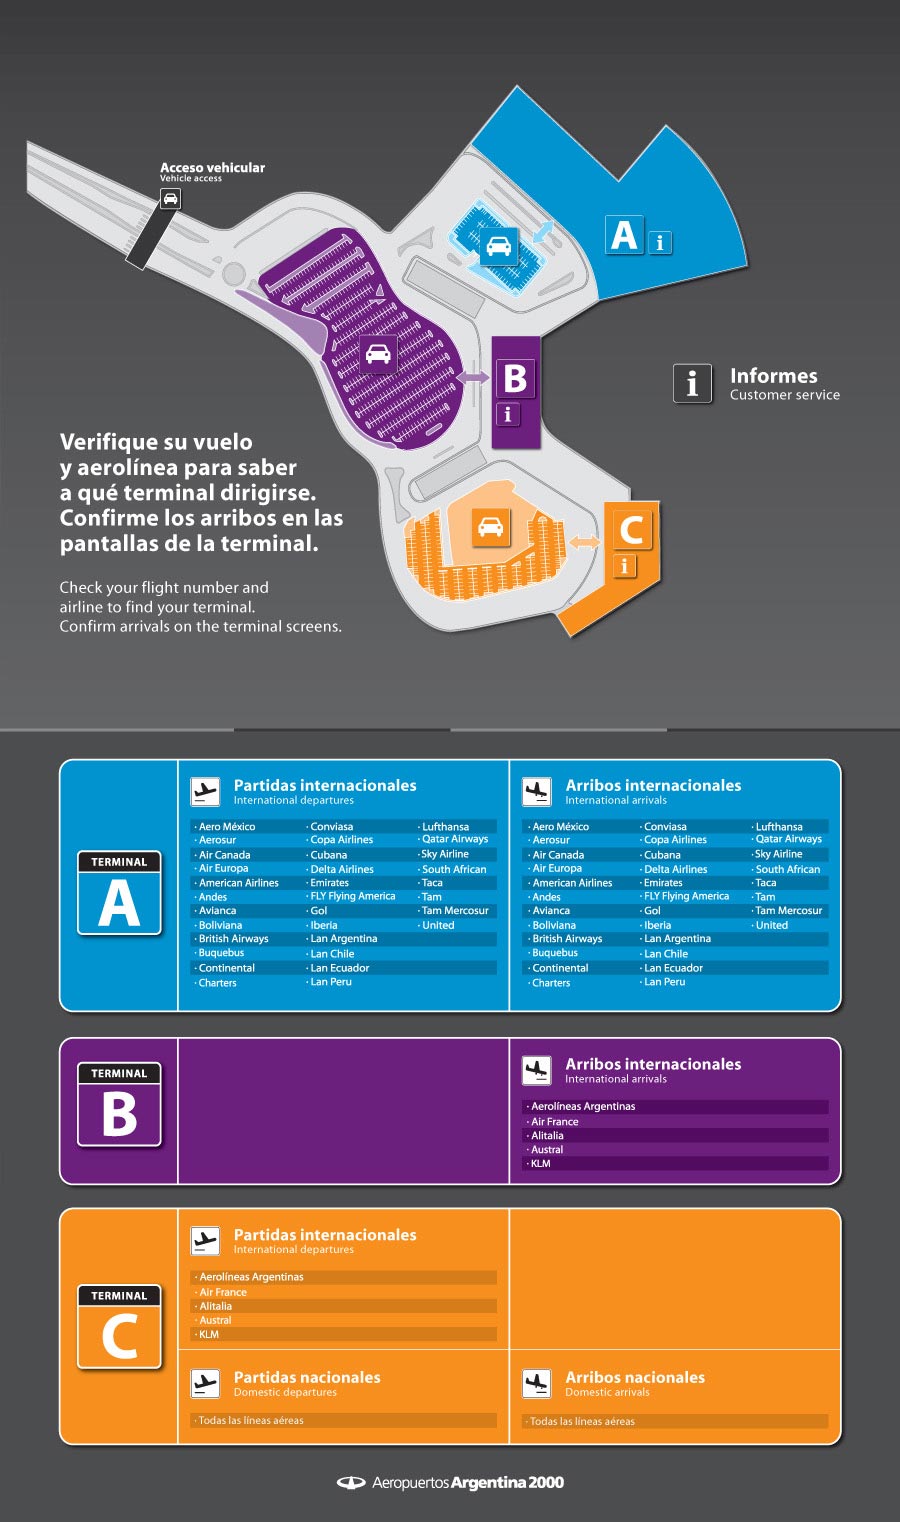 Acceso vehicular
Vehicle access
A
i
B
i
C
i
i
Informes
Customer service
Verifique su vuelo
y aerolínea para saber
a qué terminal dirigirse.
Confirme los arribos en las
pantallas de la terminal.
Check your flight number and
airline to find your terminal.
Confirm arrivals on the terminal screens.
TERMINAL
A
Partidas internacionales
International departures
· Aero México
· Aerosur
· Air Canada
· Air Europa
· American Airlines
· Andes
· Avianca
· Boliviana
· British Airways
· Buquebus
· Continental
· Charters
· Conviasa
· Copa Airlines
· Cubana
· Delta Airlines
· Emirates
· FLY Flying America
· Gol
· Iberia
· Lan Argentina
· Lan Chile
· Lan Ecuador
· Lan Peru
· Lufthansa
· Qatar Airways
· Sky Airline
· South African
· Taca
· Tam
· Tam Mercosur
· United
Arribos internacionales
International arrivals
· Aero México
· Aerosur
· Air Canada
· Air Europa
· American Airlines
· Andes
· Avianca
· Boliviana
· British Airways
· Buquebus
· Continental
· Charters
· Conviasa
· Copa Airlines
· Cubana
· Delta Airlines
· Emirates
· FLY Flying America
· Gol
· Iberia
· Lan Argentina
· Lan Chile
· Lan Ecuador
· Lan Peru
· Lufthansa
· Qatar Airways
· Sky Airline
· South African
· Taca
· Tam
· Tam Mercosur
· United
TERMINAL
B
Arribos internacionales
International arrivals
· Aerolíneas Argentinas
· Air France
· Alitalia
· Austral
· KLM
TERMINAL
C
Partidas internacionales
International departures
· Aerolíneas Argentinas
· Air France
· Alitalia
· Austral
· KLM
Partidas nacionales
Domestic departures
· Todas las líneas aéreas
Arribos nacionales
Domestic arrivals
· Todas las líneas aéreas
Aeropuertos Argentina 2000